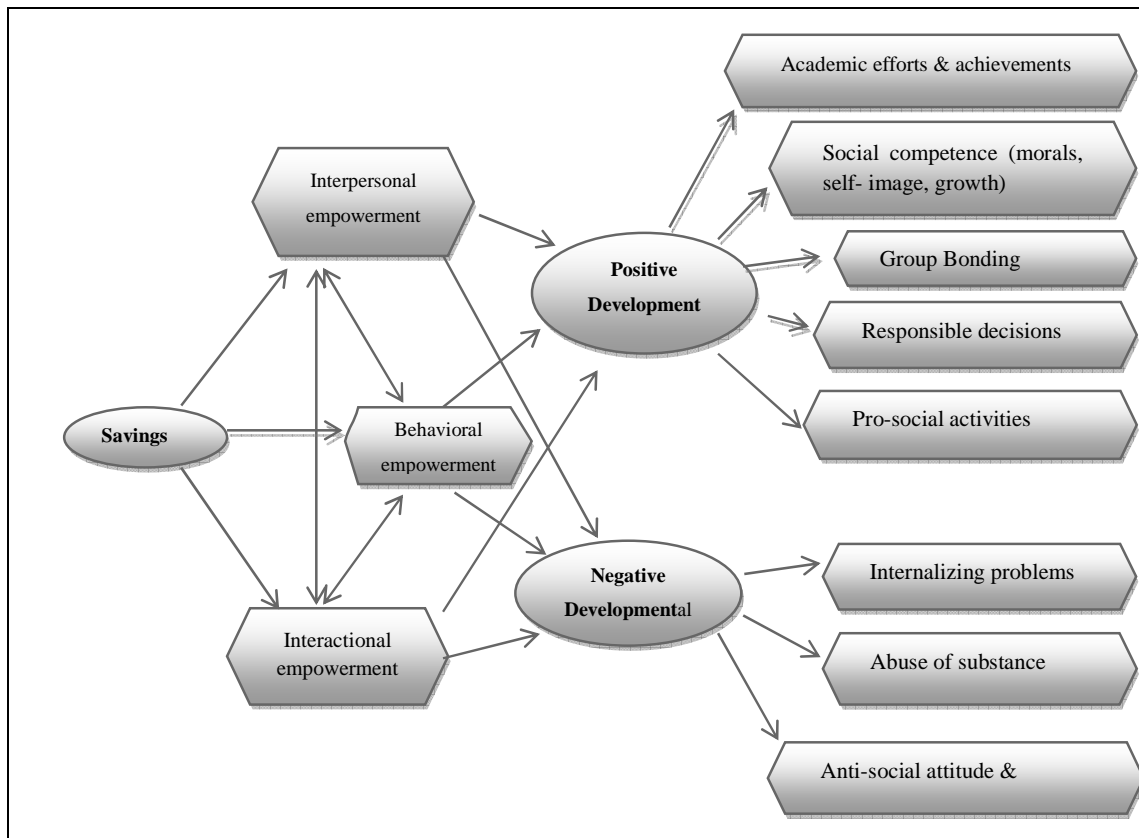 Academic efforts & achievements
Social competence (morals,
self- image, growth)
Interpersonal
empowerment
Group Bonding
Positive
Development
Responsible decisions
Savings
Behavioral
empowerment
Pro-social activities
Internalizing problems
Negative
Developmental
Interactional
empowerment
Abuse of substance
Anti-social attitude &